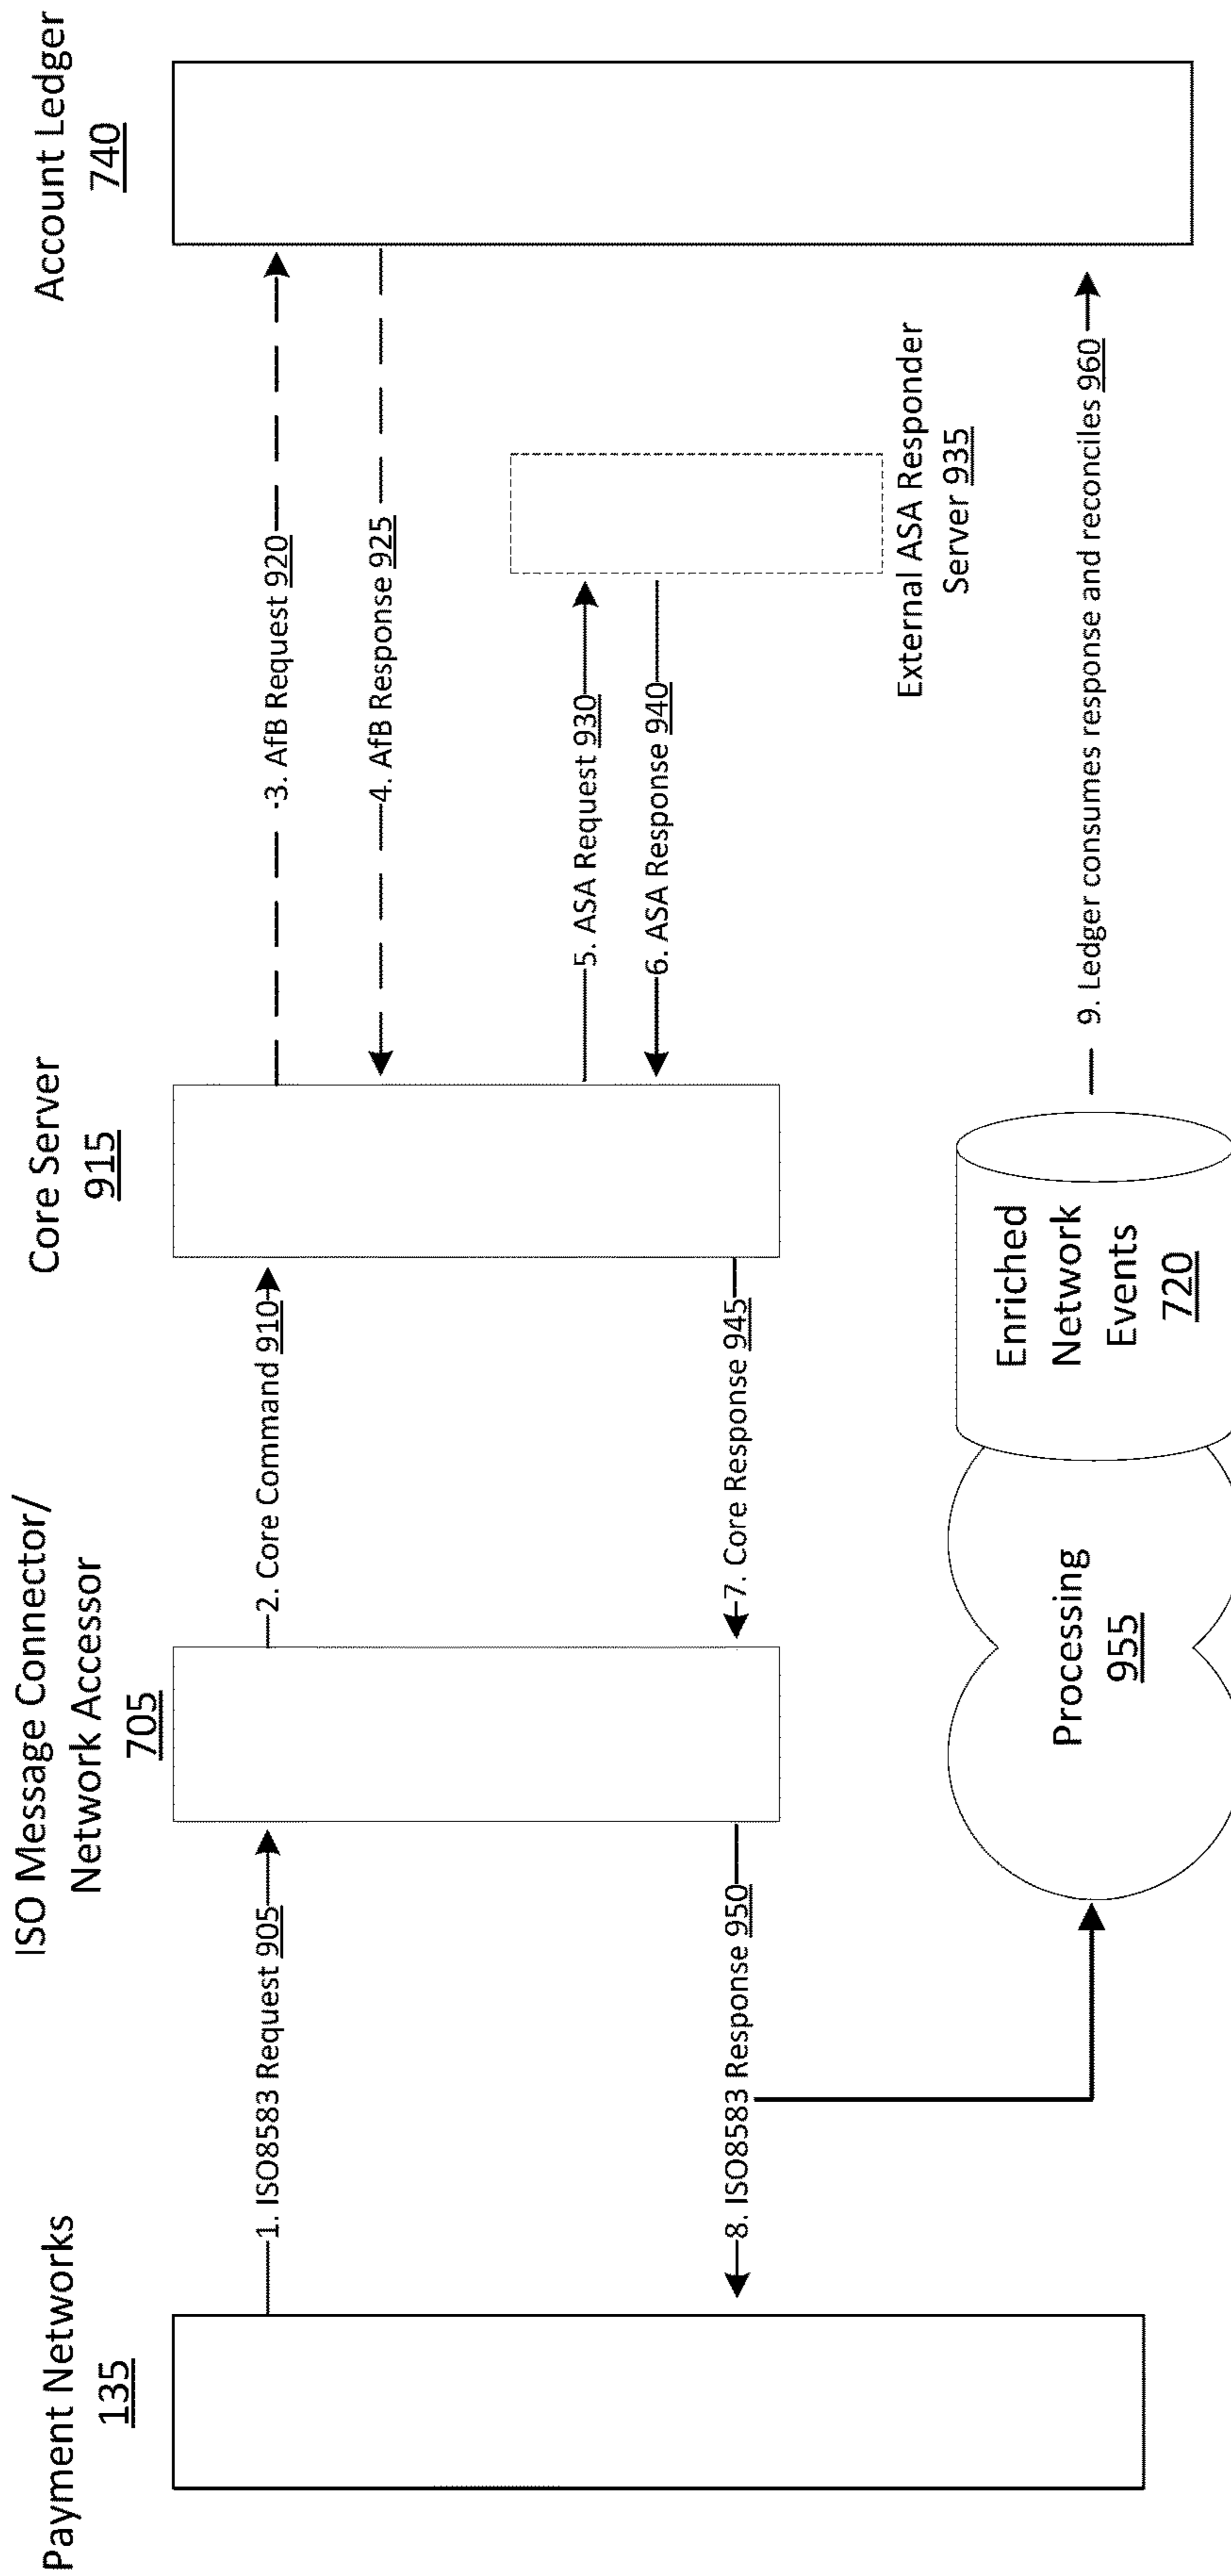 Payment Networks
135
ISO Message Connector/
Network Accessor
705
Core Server
915
Account Ledger
740
1. ISO8583 Request 905
2. Core Command 910
3. AfB Request 920
4. AfB Response 925
5. ASA Request 930
6. ASA Response 940
External ASA Responder
Server 935
7. Core Response 945
8. ISO8583 Response 950
Processing
955
Enriched
Network
Events
720
9. Ledger consumes response and reconciles 960